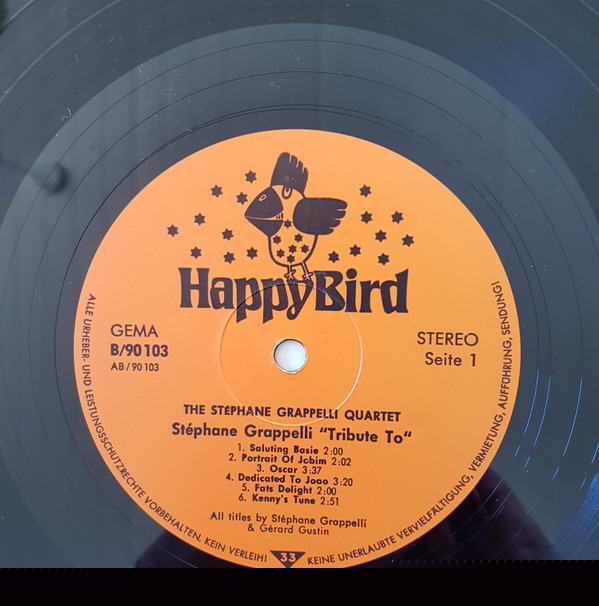 HappyBird
GEMA
B/90 103
AB/90 103
STEREO
Seite 1
THE STÉPHANE GRAPPELLI QUARTET
Stéphane Grappelli "Tribute To"
1. Saluting Basie 2:00
2. Portrait Of Jobim 2:02
3. Oscar 3:37
4. Dedicated To Joao 3:20
5. Fats Delight 2:00
6. Kenny's Tune 2:51
All titles by Stéphane Grappelli
& Gérard Gustin
ALLE URHEBER- UND LEISTUNGSSCHUTZRECHTE VORBEHALTEN, KEIN VERLEIH!
33
KEINE UNERLAUBTE VERVIELFÄLTIGUNG, VERMIETUNG, AUFFÜHRUNG, SENDUNG!